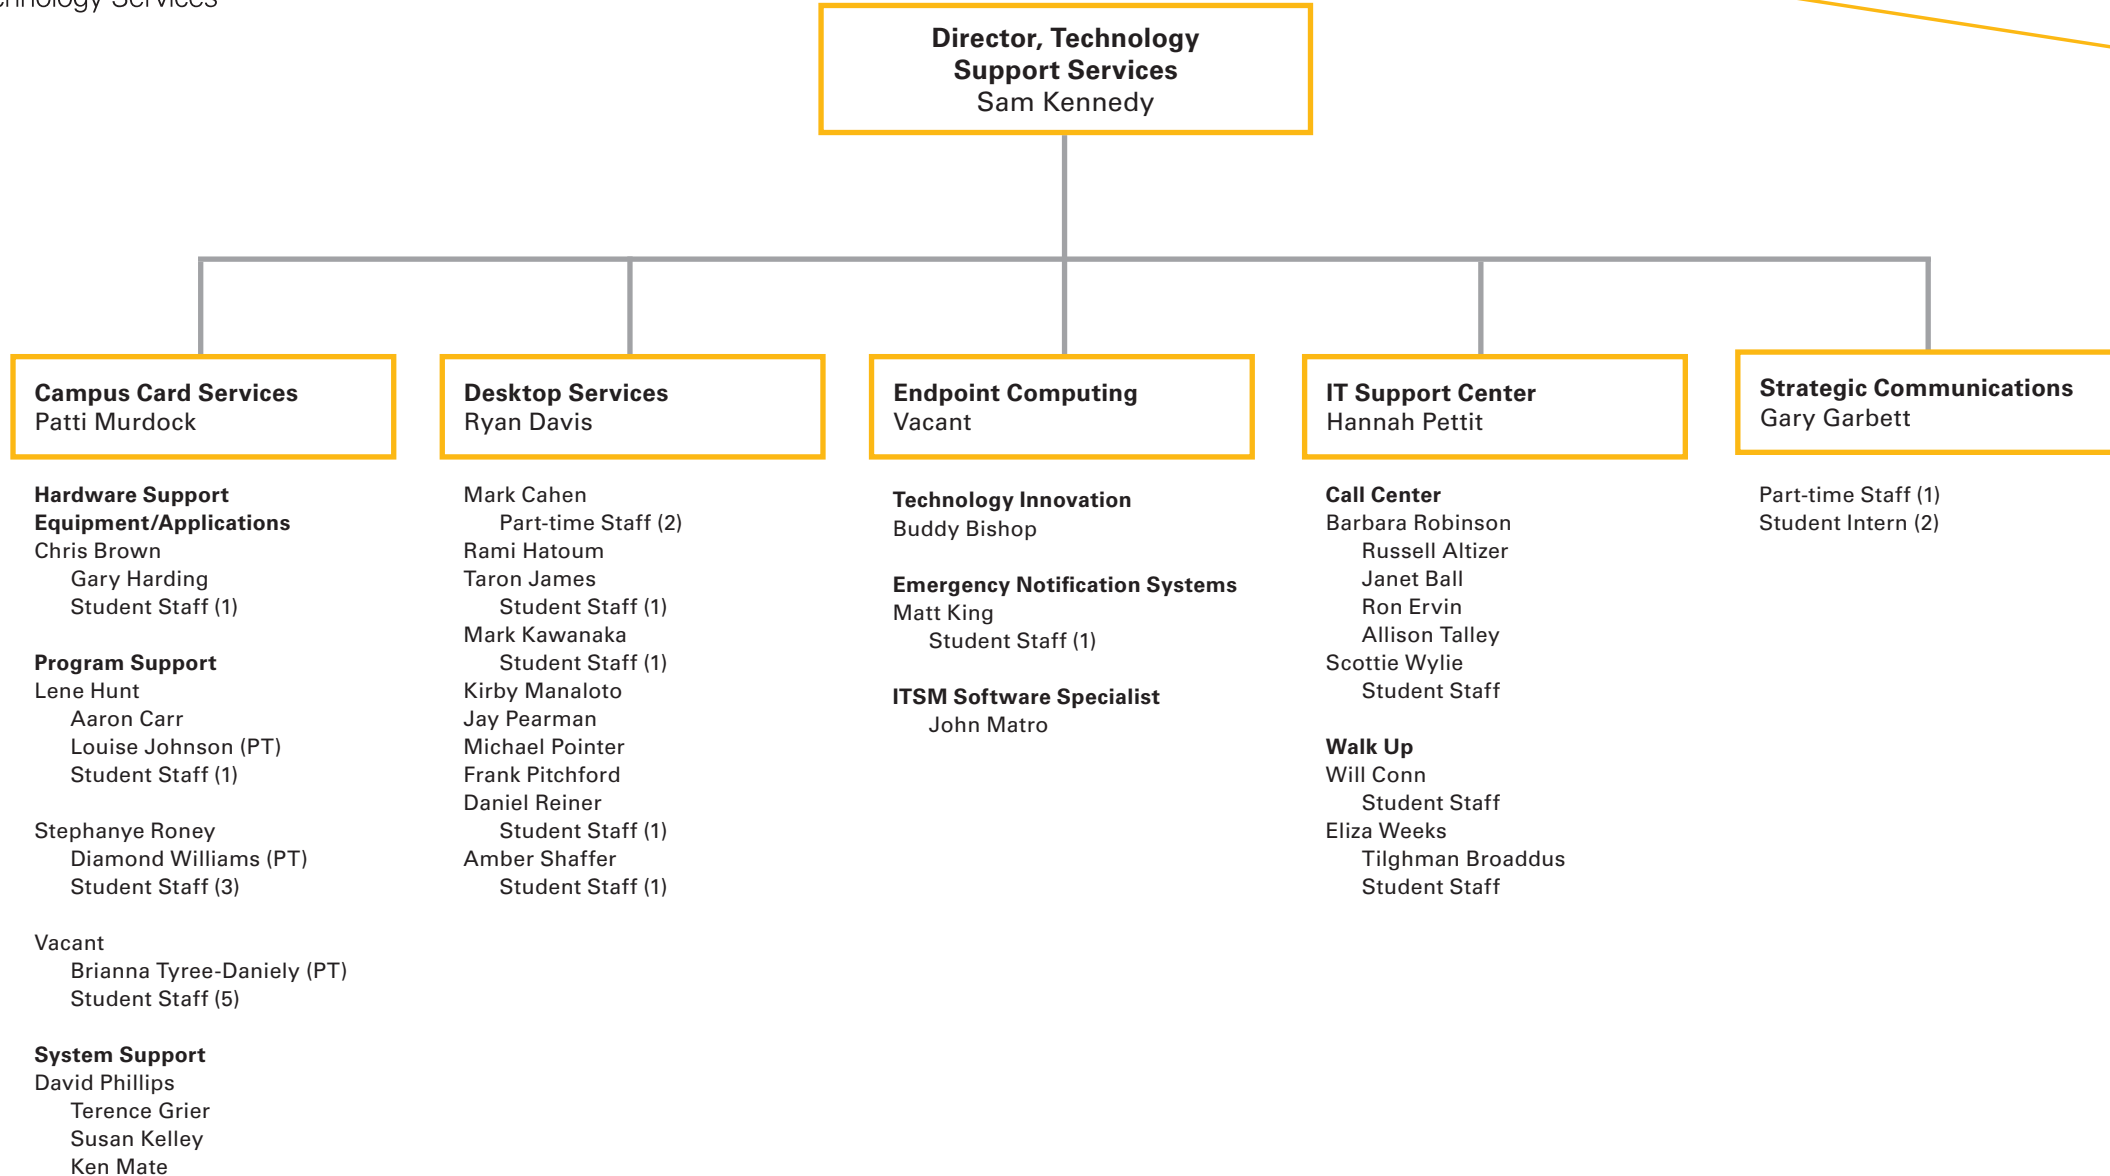 Technology Services
Director, Technology
Support Services
Sam Kennedy
Campus Card Services
Patti Murdock
Hardware Support
Equipment/Applications
Chris Brown
Gary Harding
Student Staff (1)
Program Support
Lene Hunt
Aaron Carr
Louise Johnson (PT)
Student Staff (1)
Stephanye Roney
Diamond Williams (PT)
Student Staff (3)
Vacant
Brianna Tyree-Daniely (PT)
Student Staff (5)
System Support
David Phillips
Terence Grier
Susan Kelley
Ken Mate
Desktop Services
Ryan Davis
Mark Cahen
Part-time Staff (2)
Rami Hatoum
Taron James
Student Staff (1)
Mark Kawanaka
Student Staff (1)
Kirby Manaloto
Jay Pearman
Michael Pointer
Frank Pitchford
Daniel Reiner
Student Staff (1)
Amber Shaffer
Student Staff (1)
Endpoint Computing
Vacant
Technology Innovation
Buddy Bishop
Emergency Notification Systems
Matt King
Student Staff (1)
ITSM Software Specialist
John Matro
IT Support Center
Hannah Pettit
Call Center
Barbara Robinson
Russell Altizer
Janet Ball
Ron Ervin
Allison Talley
Scottie Wylie
Student Staff
Walk Up
Will Conn
Student Staff
Eliza Weeks
Tilghman Broaddus
Student Staff
Strategic Communications
Gary Garbett
Part-time Staff (1)
Student Intern (2)